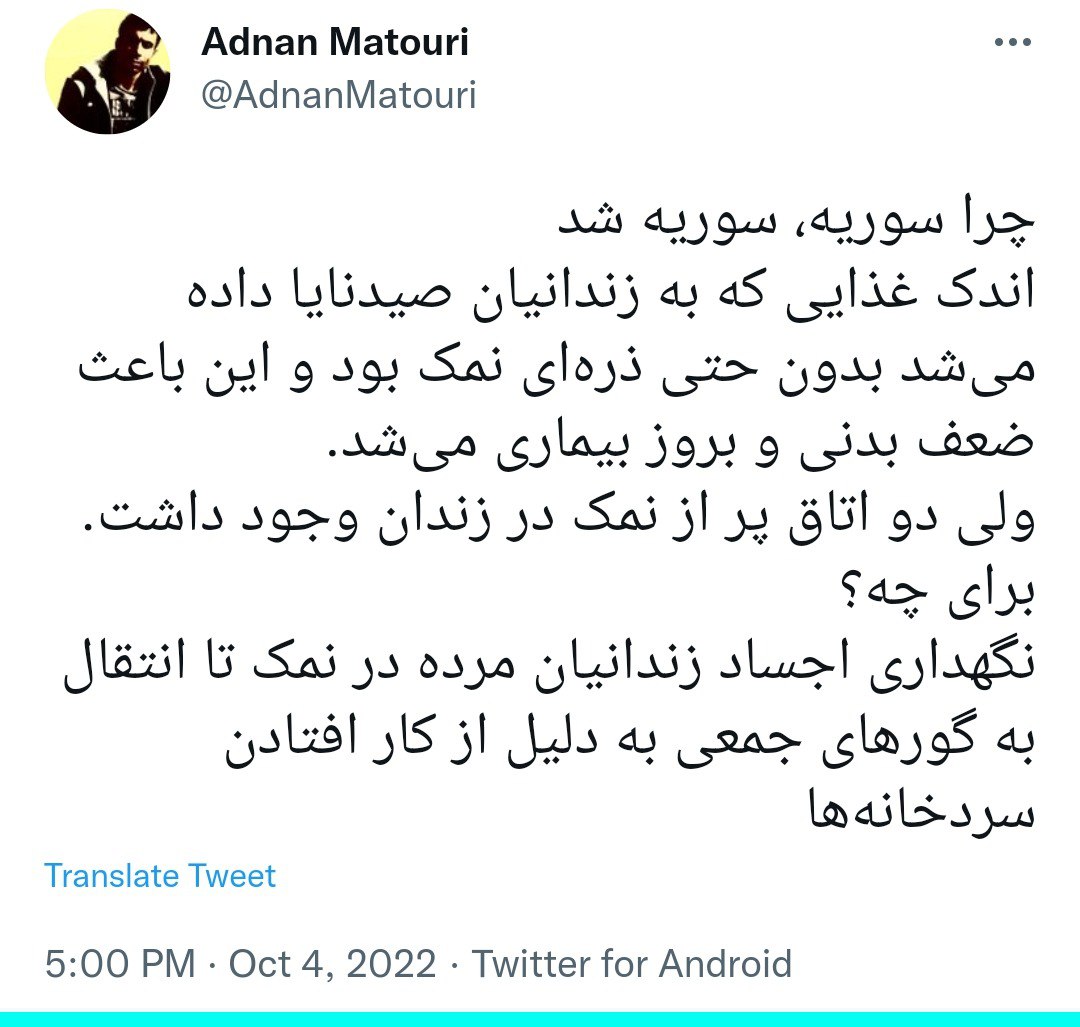 Adnan Matouri
@AdnanMatouri
چرا سوریه، سوریه شد
اندک غذایی که به زندانیان صیدنایا داده
می‌شد بدون حتی ذره‌ای نمک بود و این باعث
ضعف بدنی و بروز بیماری می‌شد.
ولی دو اتاق پر از نمک در زندان وجود داشت.
برای چه؟
نگهداری اجساد زندانیان مرده در نمک تا انتقال
به گورهای جمعی به دلیل از کار افتادن
سردخانه‌ها
Translate Tweet
5:00 PM · Oct 4, 2022 · Twitter for Android